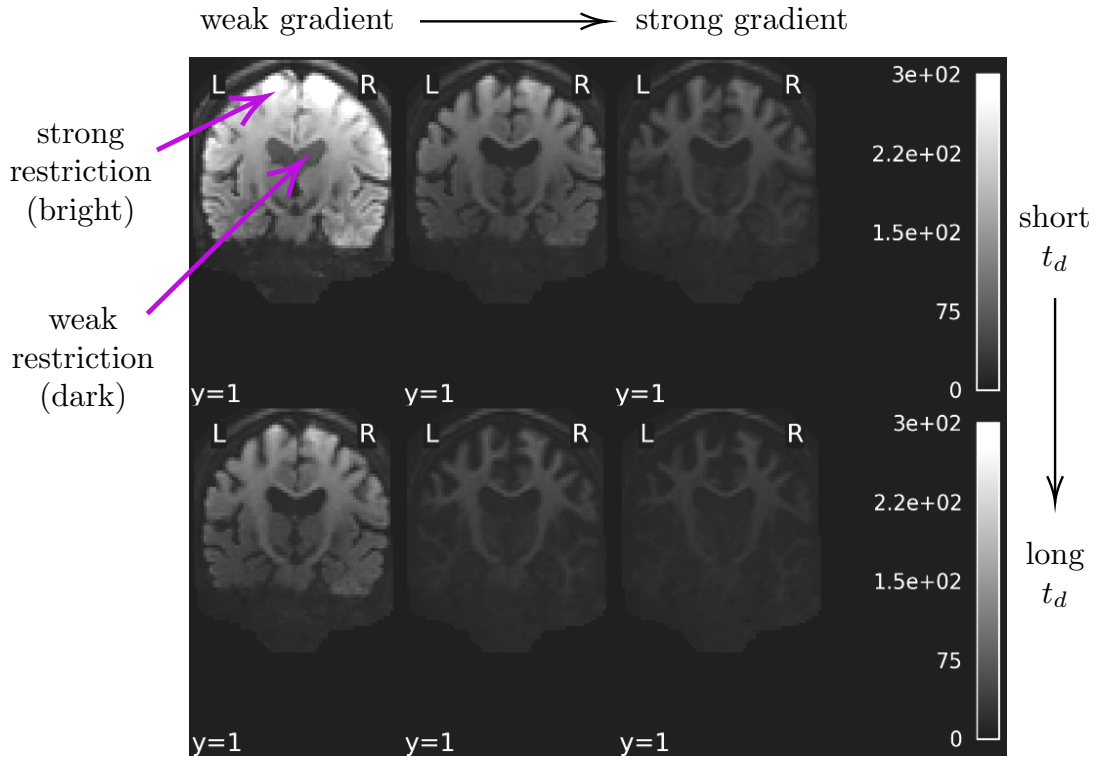 weak gradient
strong gradient
L R L R L R
3e+02
2.2e+02
1.5e+02
75
0
strong
restriction
(bright)
weak
restriction
(dark)
short
t_d
y=1 y=1 y=1
L R L R L R
3e+02
2.2e+02
1.5e+02
75
0
long
t_d
y=1 y=1 y=1